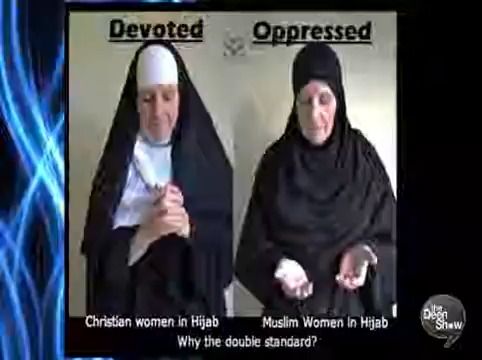 Devoted
Oppressed
Christian women in Hijab
Muslim Women in Hijab
Why the double standard?
the
Deen
Show